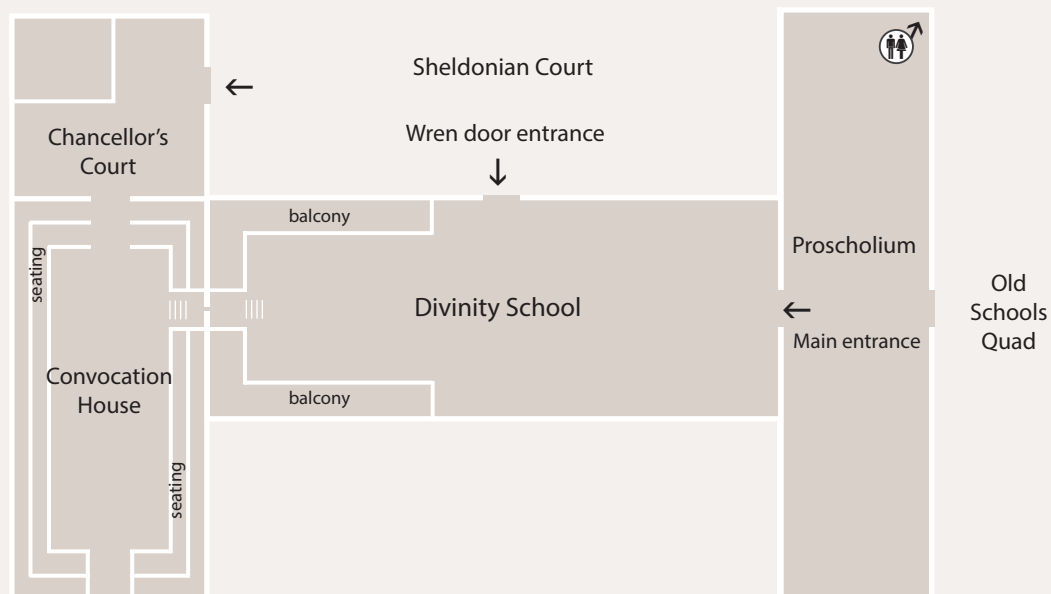 Sheldonian Court
Wren door entrance
Chancellor's
Court
balcony
seating
Proscholium
Divinity School
Old
Schools
Quad
Main entrance
Convocation
House
balcony
seating